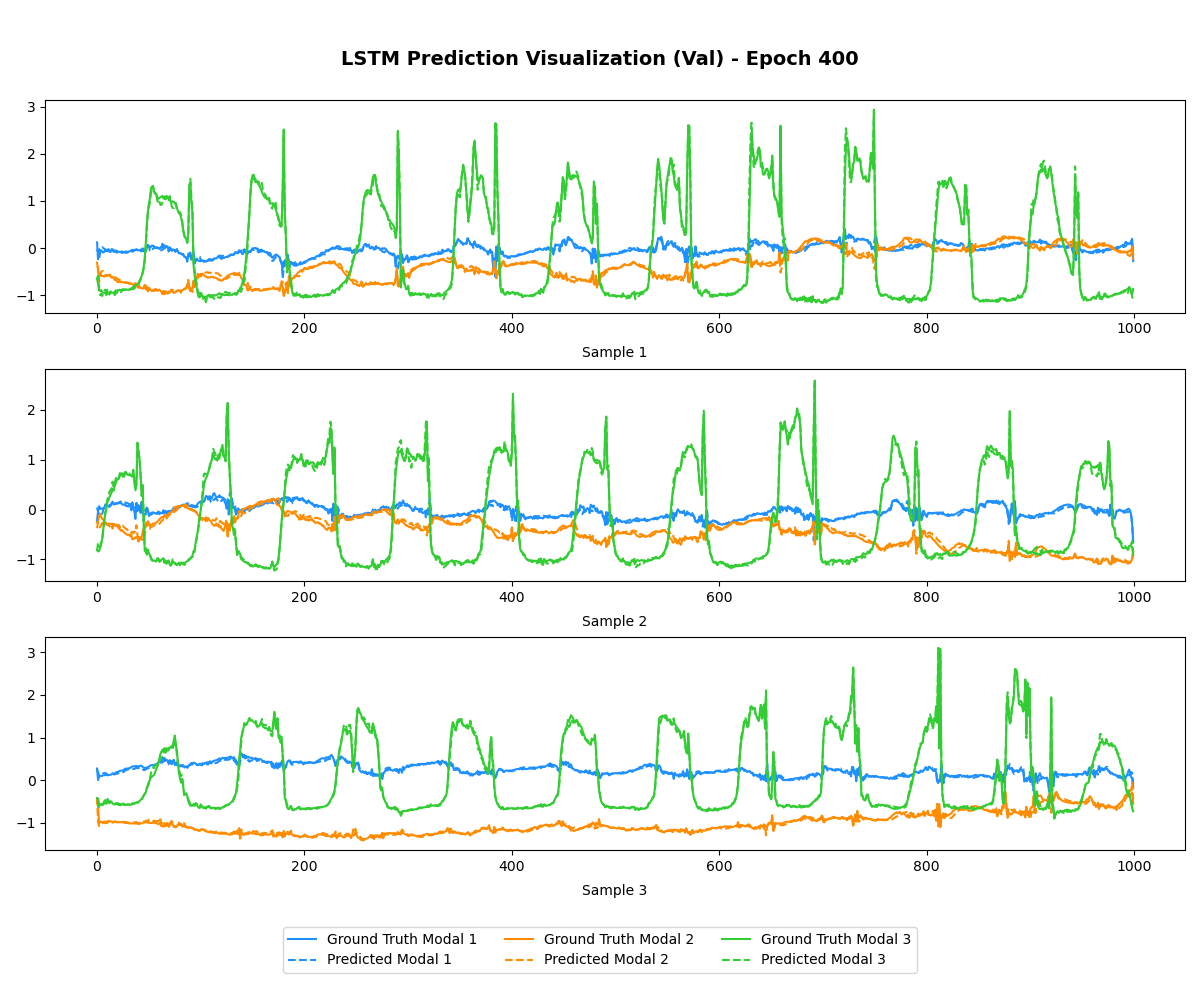 LSTM Prediction Visualization (Val) - Epoch 400
3
2
1
0
−1
0 200 400 600 800 1000
Sample 1
2
1
0
−1
0 200 400 600 800 1000
Sample 2
3
2
1
0
−1
0 200 400 600 800 1000
Sample 3
Ground Truth Modal 1 Ground Truth Modal 2 Ground Truth Modal 3
Predicted Modal 1 Predicted Modal 2 Predicted Modal 3